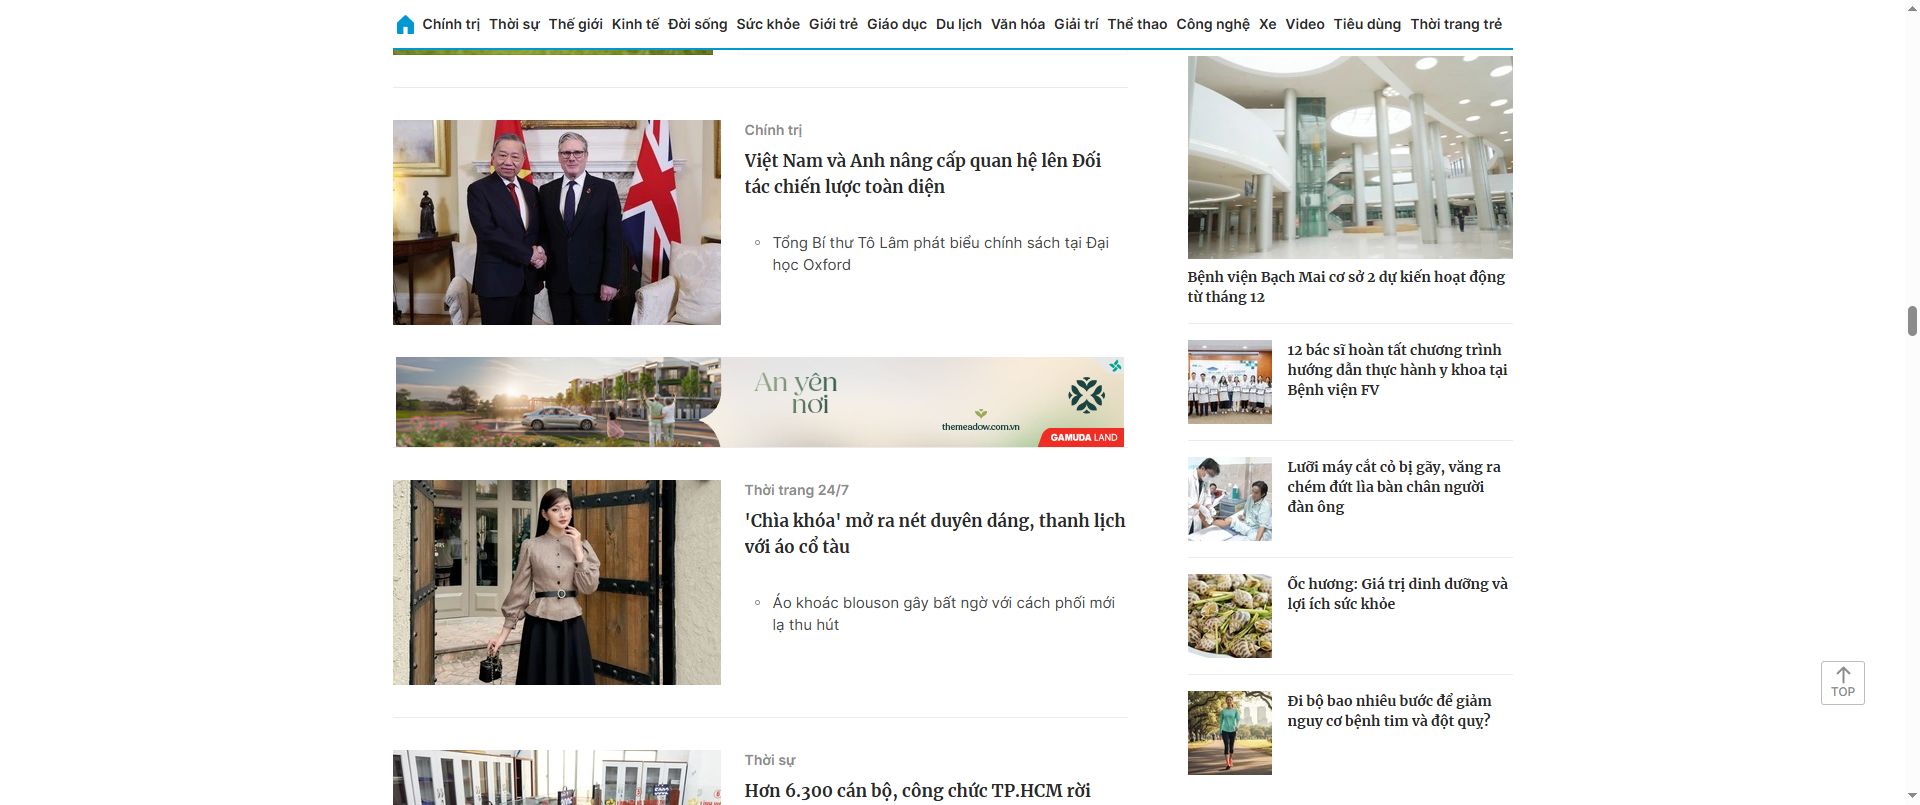 Chính trị Thời sự Thế giới Kinh tế Đời sống Sức khỏe Giới trẻ Giáo dục Du lịch Văn hóa Giải trí Thể thao Công nghệ Xe Video Tiêu dùng Thời trang trẻ
Chính trị
Việt Nam và Anh nâng cấp quan hệ lên Đối
tác chiến lược toàn diện
Tổng Bí thư Tô Lâm phát biểu chính sách tại Đại
học Oxford
An yên
nơi
themeadow.com.vn
GAMUDA LAND
Thời trang 24/7
'Chìa khóa' mở ra nét duyên dáng, thanh lịch
với áo cổ tàu
Áo khoác blouson gây bất ngờ với cách phối mới
lạ thu hút
Thời sự
Hơn 6.300 cán bộ, công chức TP.HCM rời
Bệnh viện Bạch Mai cơ sở 2 dự kiến hoạt động
từ tháng 12
12 bác sĩ hoàn tất chương trình
hướng dẫn thực hành y khoa tại
Bệnh viện FV
Lưỡi máy cắt cỏ bị gãy, văng ra
chém đứt lìa bàn chân người
đàn ông
Ốc hương: Giá trị dinh dưỡng và
lợi ích sức khỏe
Đi bộ bao nhiêu bước để giảm
nguy cơ bệnh tim và đột quỵ?
TOP